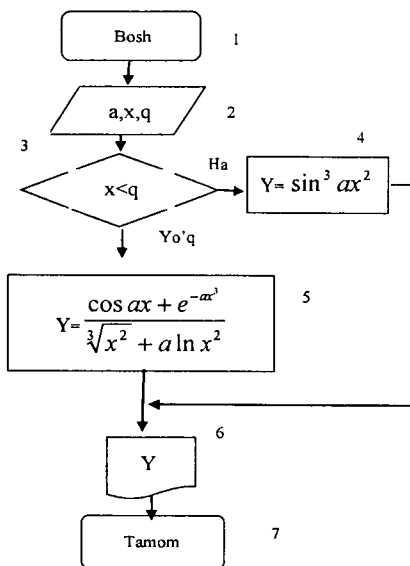 Bosh 1
a,x,q 2
3 4
Ha
x<q
Y= sin³ ax²
Yo'q
5
Y= (cos ax + e^(-ax³)) / (∛(x²) + a ln x²)
6
Y
Tamom 7